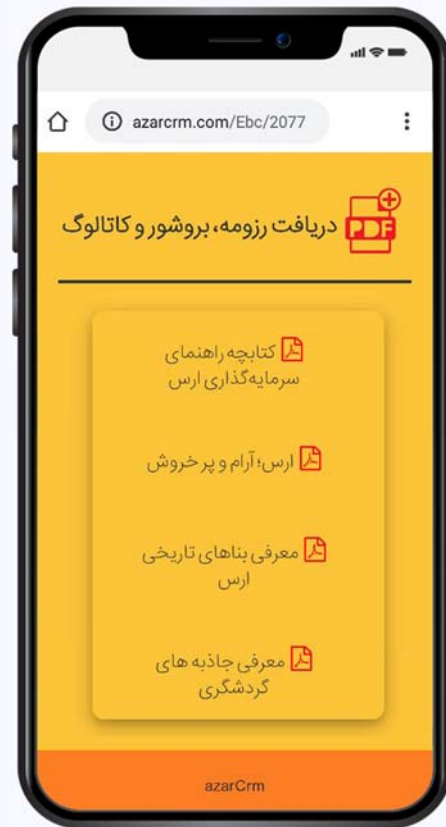 azarcrm.com/Ebc/2077
PDF
دریافت رزومه، بروشور و کاتالوگ
کتابچه راهنمای
سرمایه‌گذاری ارس
ارس؛ آرام و پر خروش
معرفی بناهای تاریخی
ارس
معرفی جاذبه های
گردشگری
azarCrm